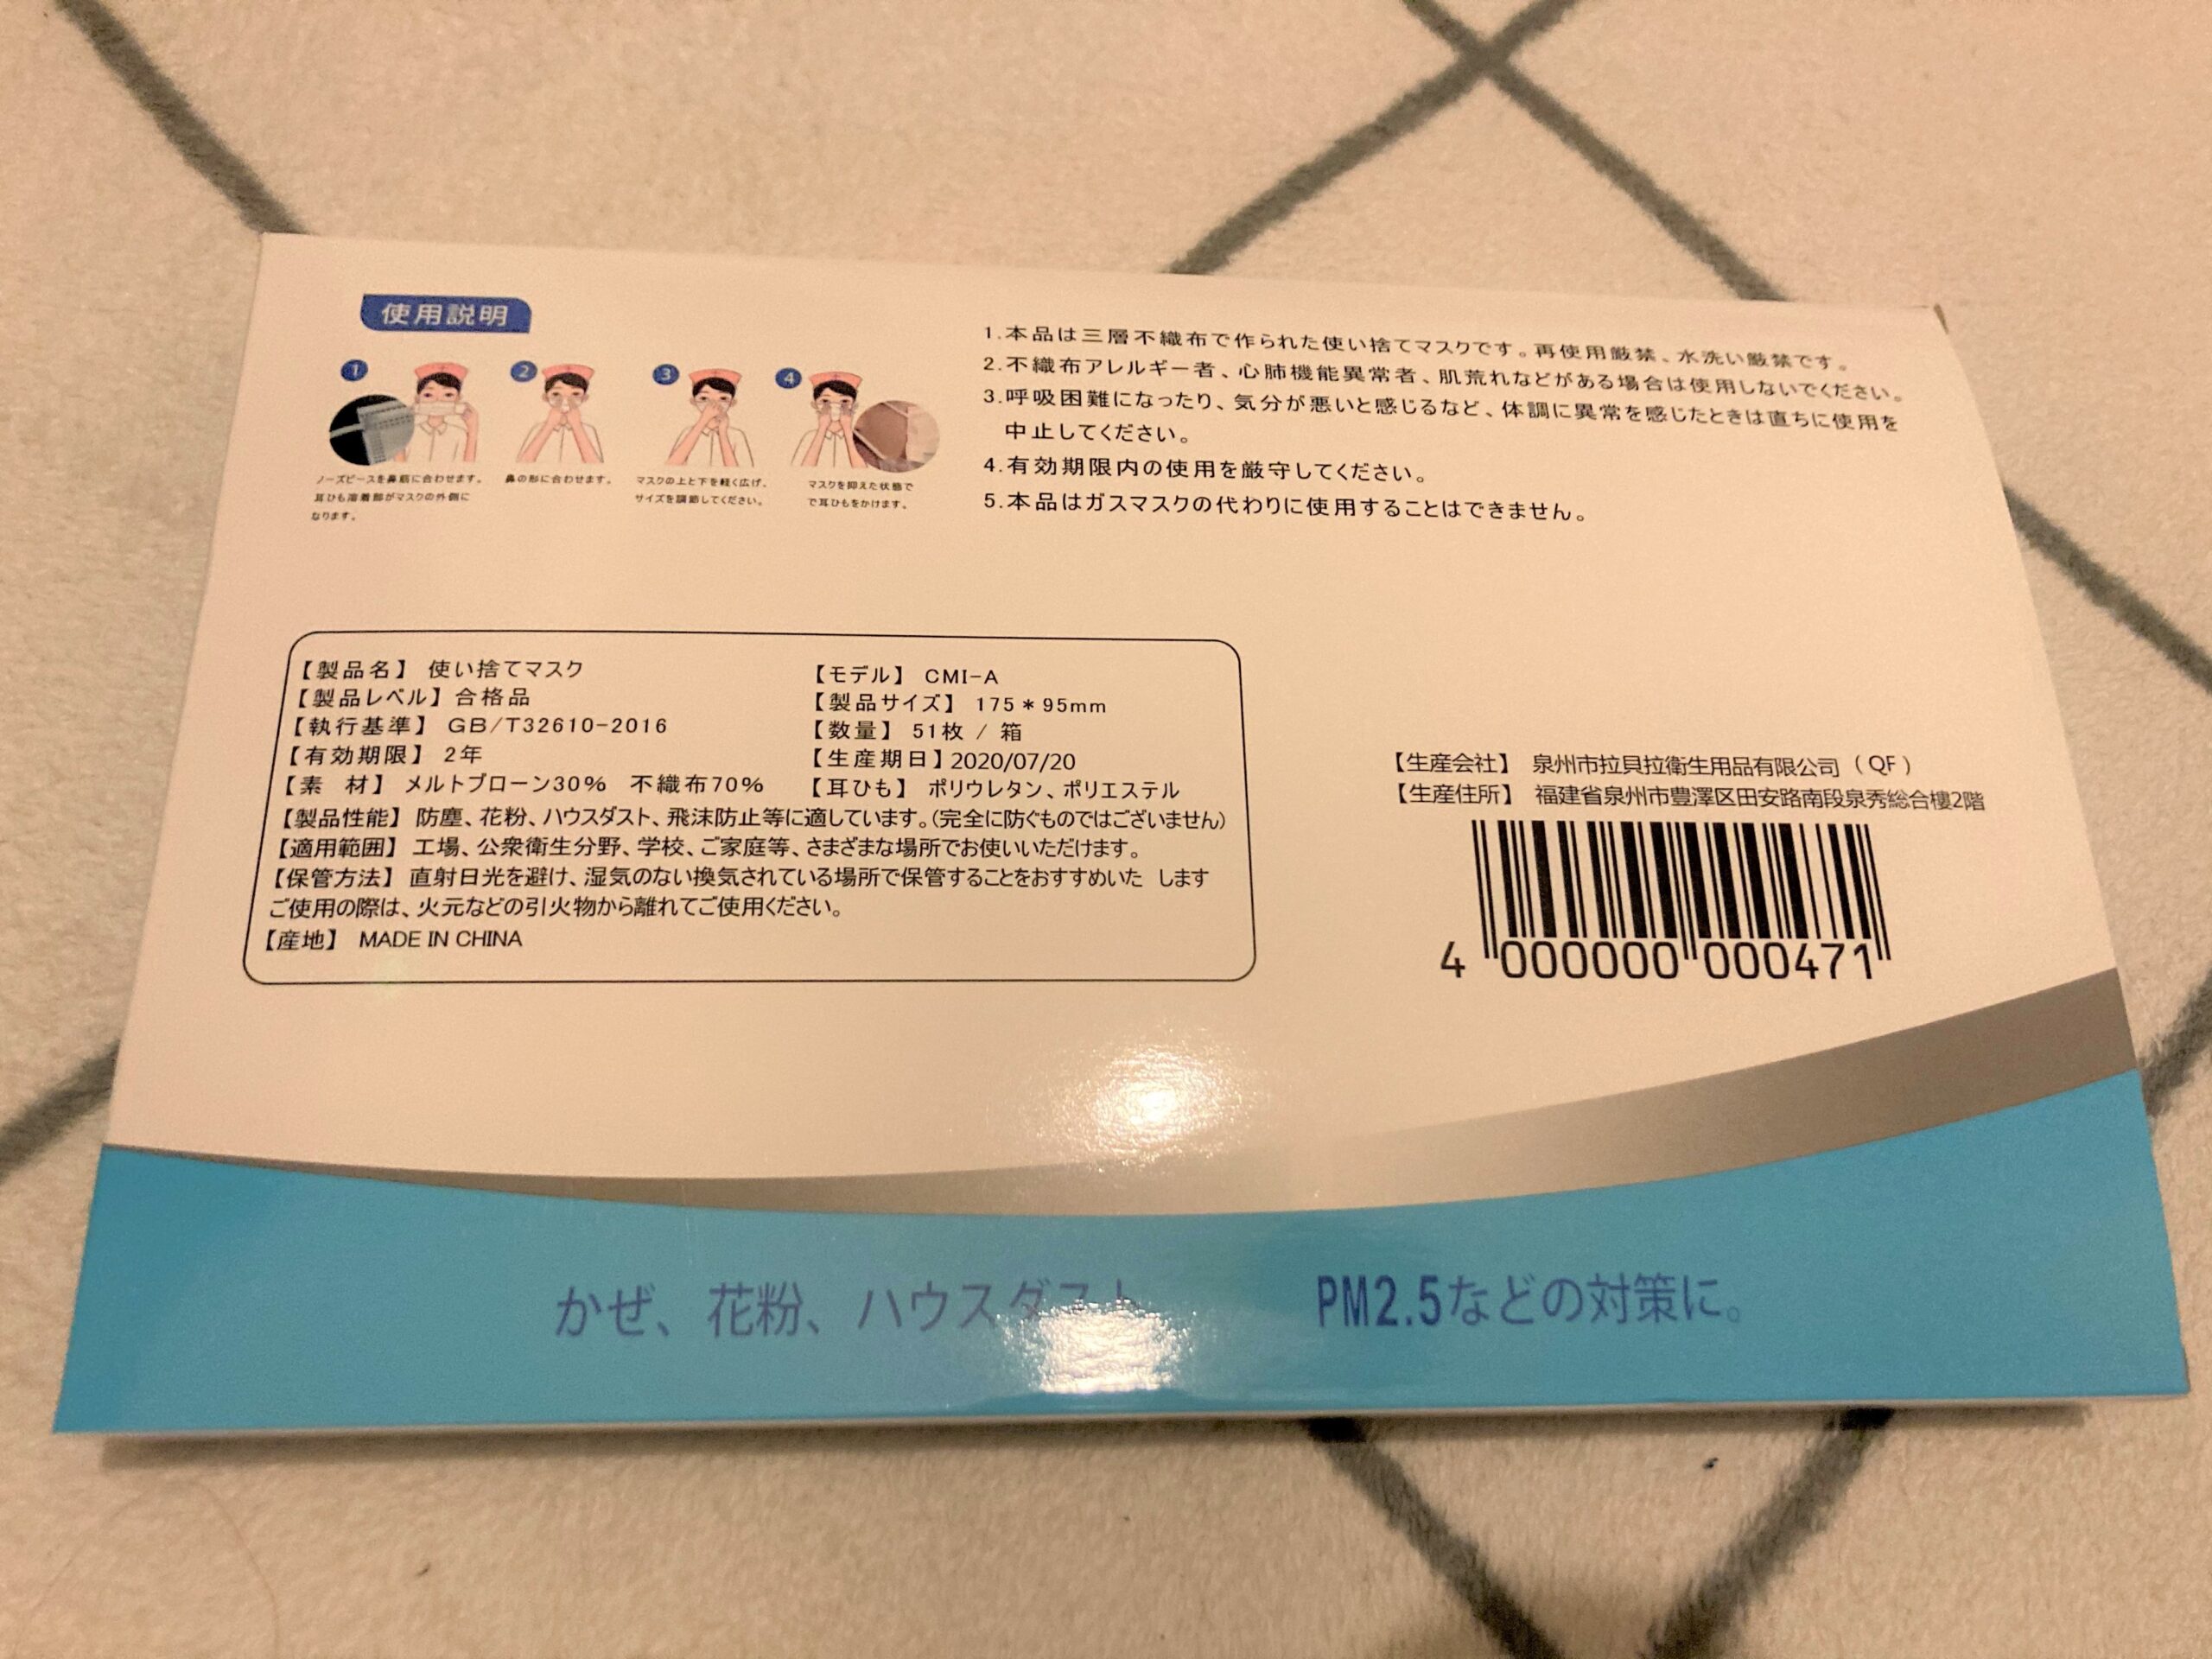 使用説明
1
2
3
4
ノーズピースを鼻筋に合わせます。
耳ひも溶着部がマスクの外側に
なります。
鼻の形に合わせます。
マスクの上と下を軽く広げ、
サイズを調節してください。
マスクを抑えた状態で
で耳ひもをかけます。
1.本品は三層不織布で作られた使い捨てマスクです。再使用厳禁、水洗い厳禁です。
2.不織布アレルギー者、心肺機能異常者、肌荒れなどがある場合は使用しないでください。
3.呼吸困難になったり、気分が悪いと感じるなど、体調に異常を感じたときは直ちに使用を
中止してください。
4.有効期限内の使用を厳守してください。
5.本品はガスマスクの代わりに使用することはできません。
【製品名】 使い捨てマスク
【製品レベル】合格品
【執行基準】 GB/T32610-2016
【有効期限】 2年
【素 材】 メルトブローン30% 不織布70%
【モデル】 CMI-A
【製品サイズ】 175*95mm
【数量】 51枚 / 箱
【生産期日】2020/07/20
【耳ひも】 ポリウレタン、ポリエステル
【製品性能】 防塵、花粉、ハウスダスト、飛沫防止等に適しています。(完全に防ぐものではございません)
【適用範囲】 工場、公衆衛生分野、学校、ご家庭等、さまざまな場所でお使いいただけます。
【保管方法】 直射日光を避け、湿気のない換気されている場所で保管することをおすすめいた します
ご使用の際は、火元などの引火物から離れてご使用ください。
【産地】 MADE IN CHINA
【生産会社】 泉州市拉貝拉衛生用品有限公司（QF）
【生産住所】 福建省泉州市豊澤区田安路南段泉秀総合樓2階
4 000000 000471
かぜ、花粉、ハウスダスト PM2.5などの対策に。